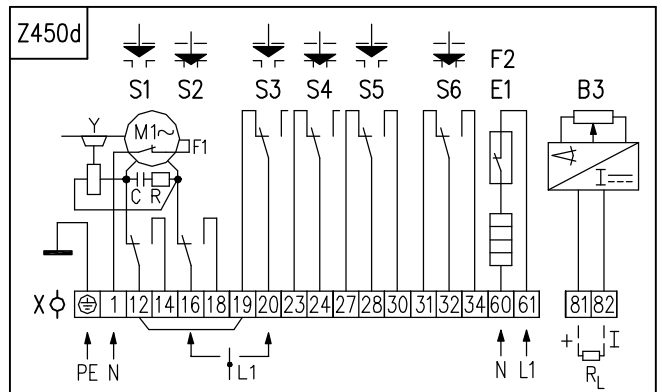 Z450d
F2
S1 S2 S3 S4 S5 S6 E1 B3
Y M1~ F1
C R I
X 1 12 14 16 18 19 20 23 24 27 28 30 31 32 34 60 61 81 82
+ I
PE N L1 N L1 RL